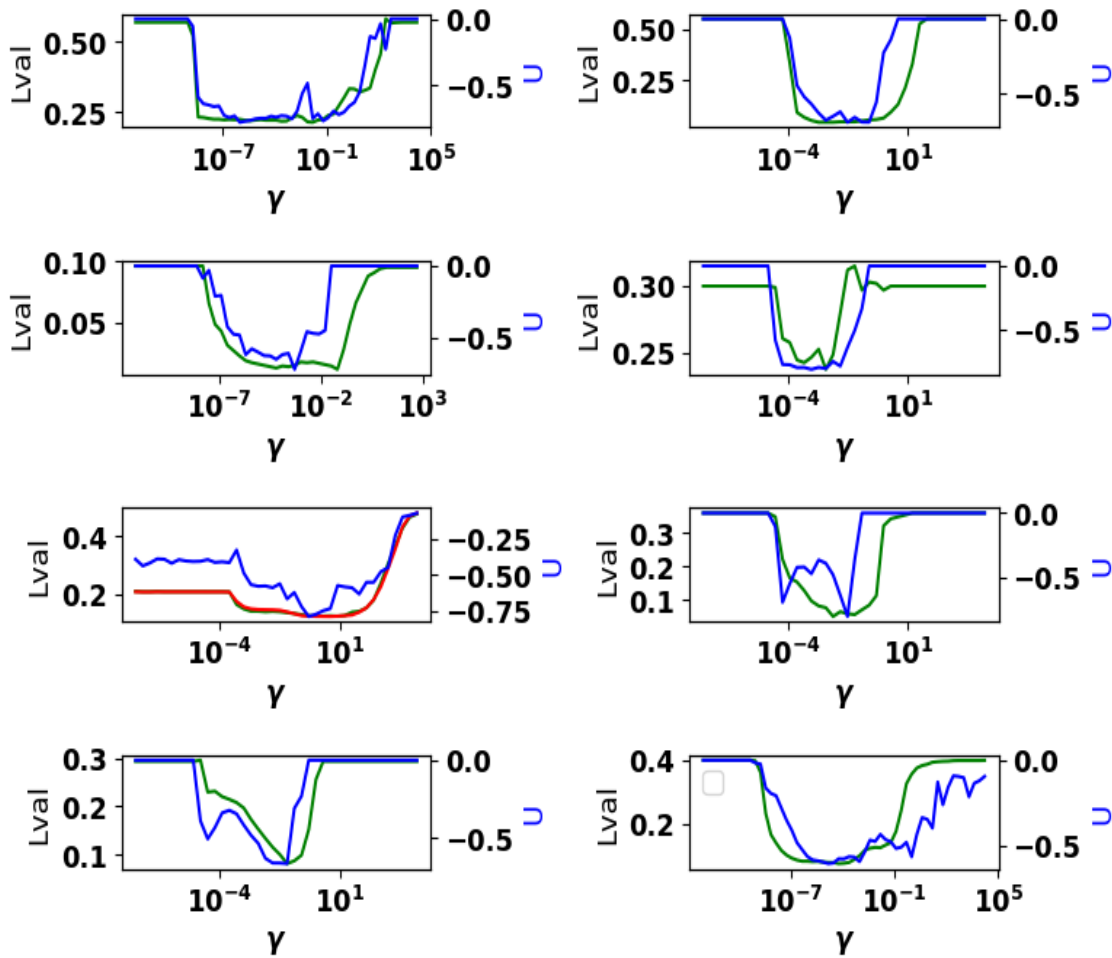 Lval
0.50
0.25
0.0
−0.5
U
10⁻⁷ 10⁻¹ 10⁵
γ
Lval
0.50
0.25
0.0
−0.5
U
10⁻⁴ 10¹
γ
Lval
0.10
0.05
0.0
−0.5
U
10⁻⁷ 10⁻² 10³
γ
Lval
0.30
0.25
0.0
−0.5
U
10⁻⁴ 10¹
γ
Lval
0.4
0.2
−0.25
−0.50
−0.75
U
10⁻⁴ 10¹
γ
Lval
0.3
0.2
0.1
0.0
−0.5
U
10⁻⁴ 10¹
γ
Lval
0.3
0.2
0.1
0.0
−0.5
U
10⁻⁴ 10¹
γ
Lval
0.4
0.2
0.0
−0.5
U
10⁻⁷ 10⁻¹ 10⁵
γ